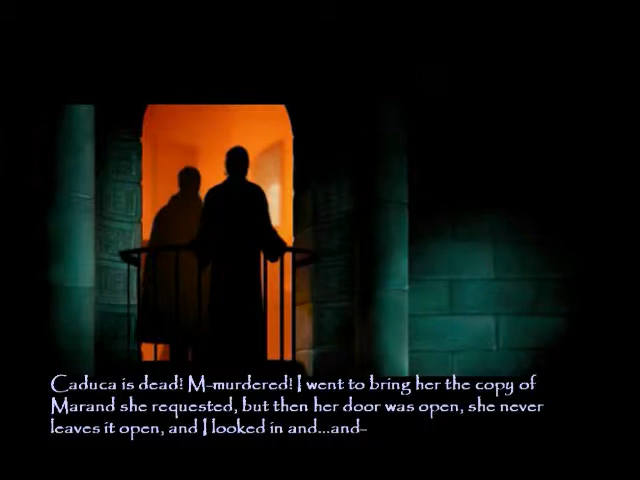 Caduca is dead! M-murdered! I went to bring her the copy of
Marand she requested, but then her door was open, she never
leaves it open, and I looked in and...and-